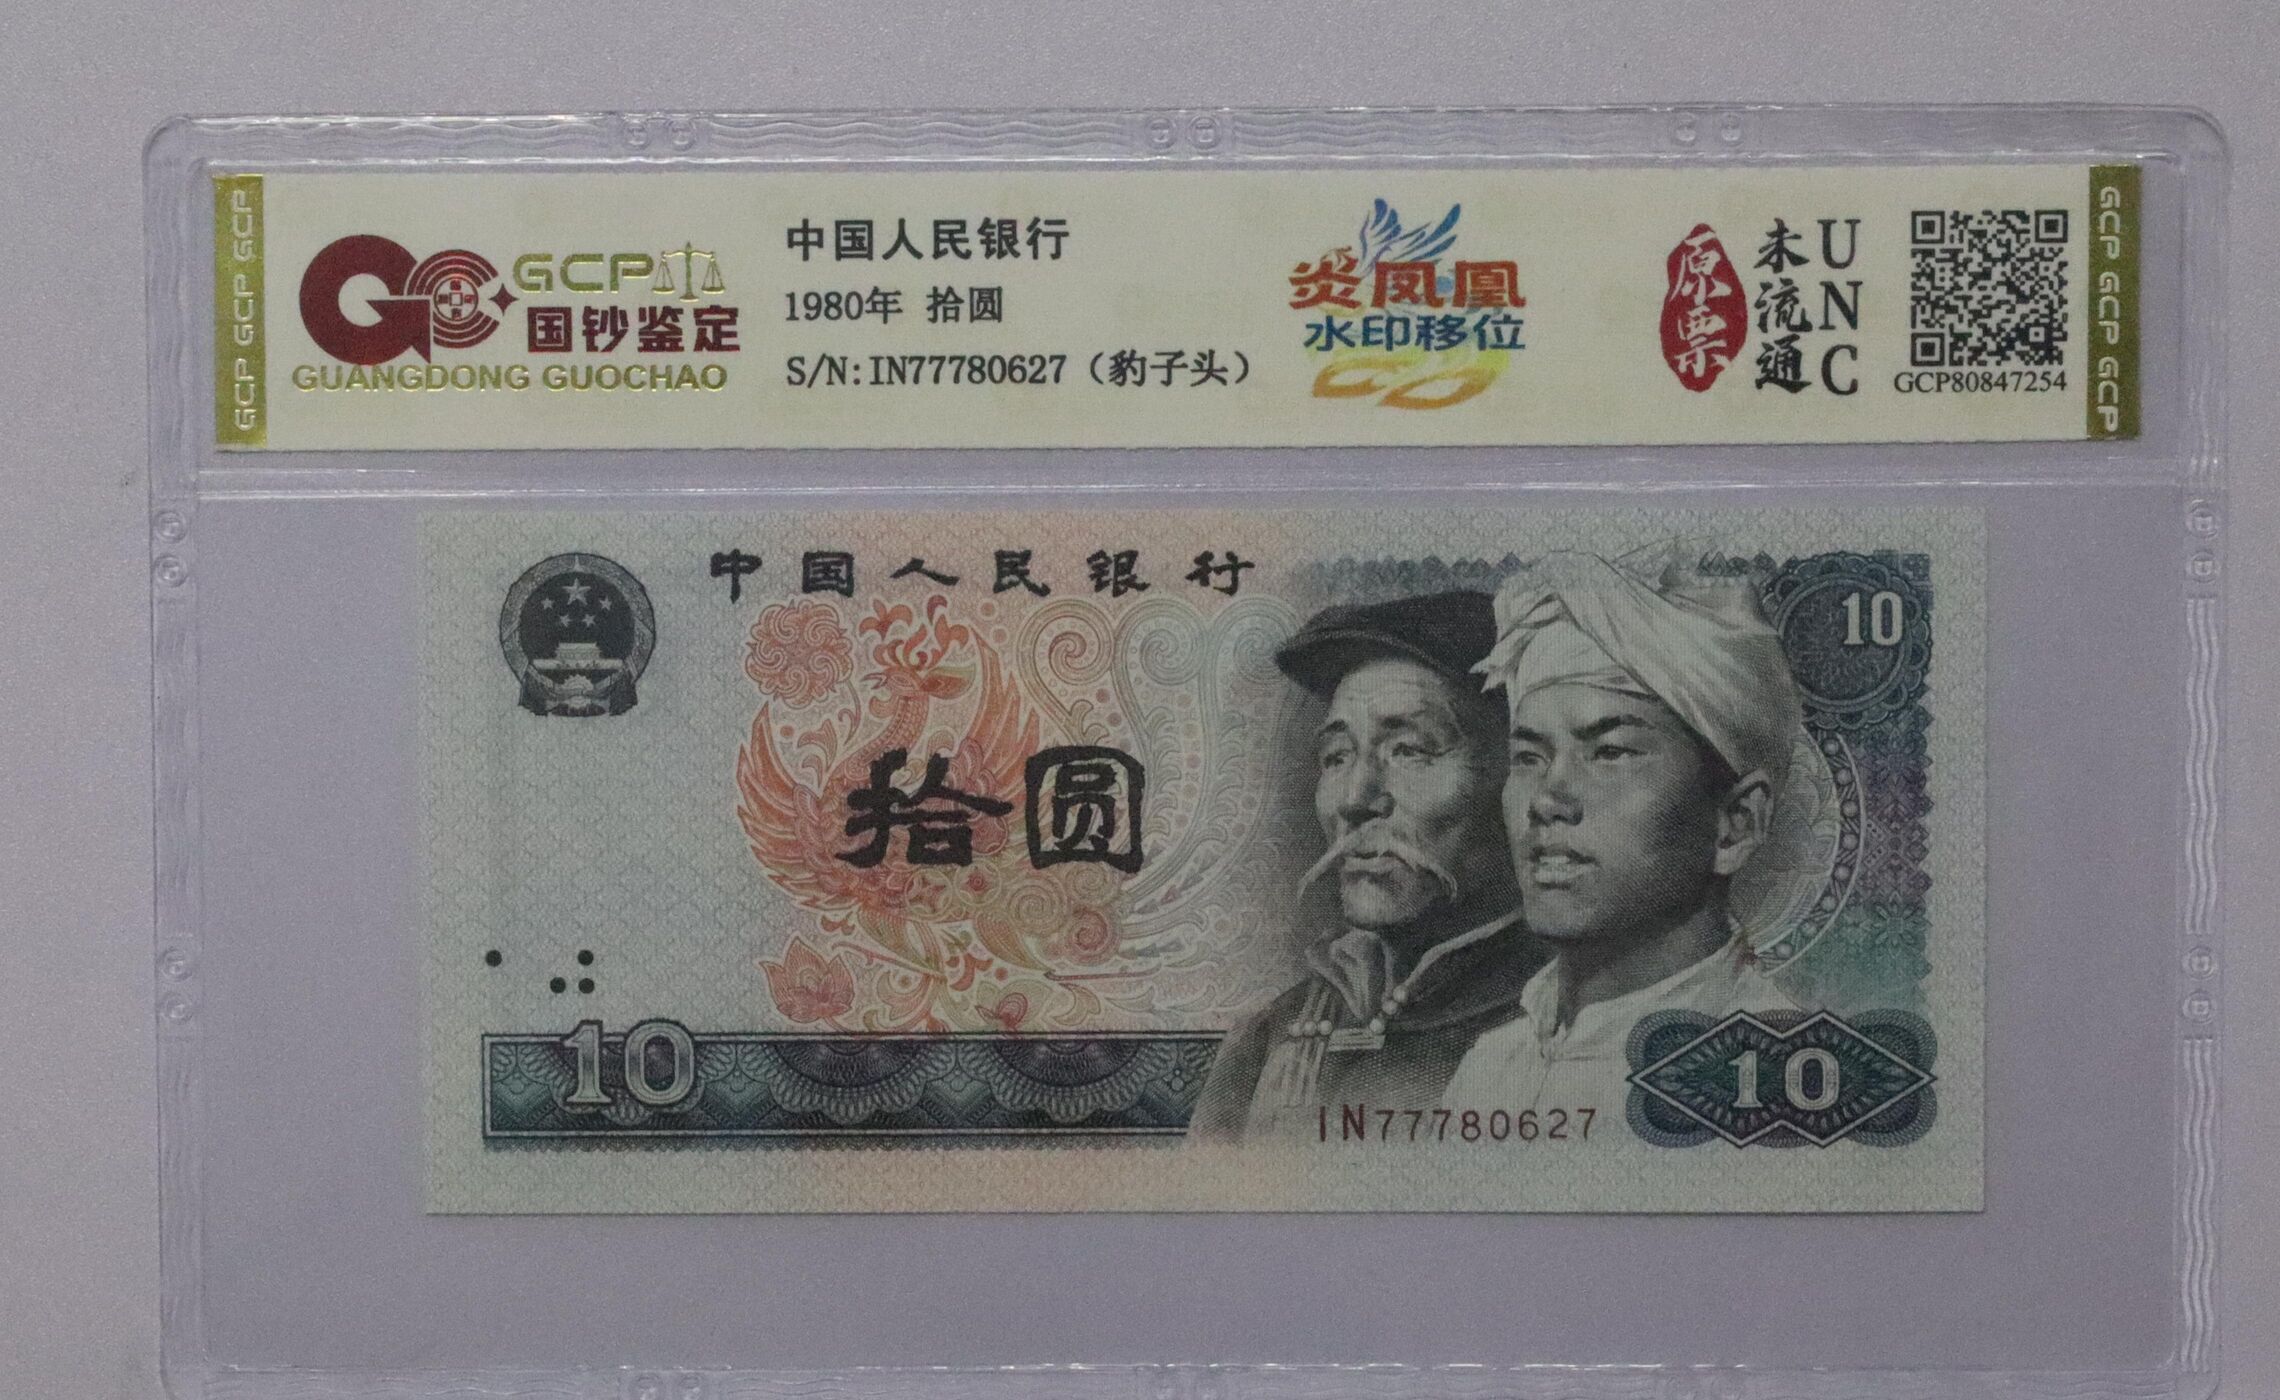 GCP GCP GCP
GCP
国钞鉴定
GUANGDONG GUOCHAO
中国人民银行
1980年 拾圆
S/N:IN77780627（豹子头）
炎凤凰
水印移位
原票
未流通
UNC
GCP80847254
GCP GCP GCP
中国人民银行
10
拾圆
10
10
IN77780627